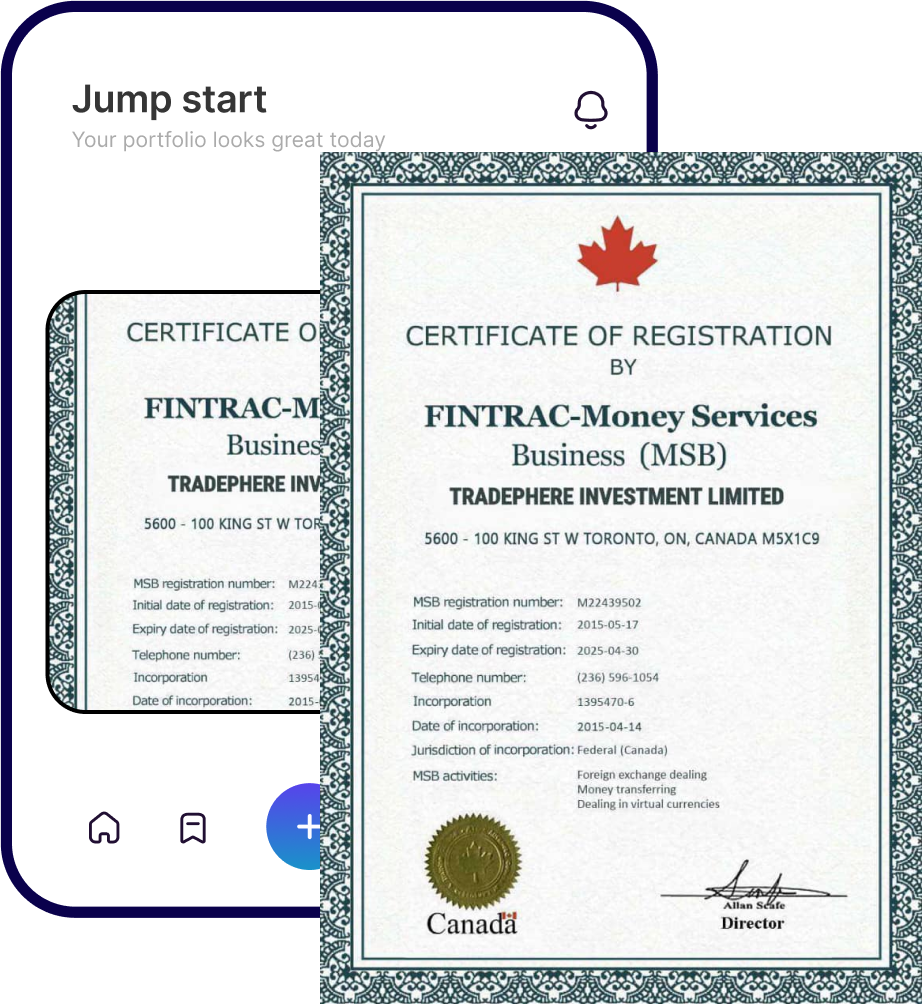 Jump start
Your portfolio looks great today
CERTIFICATE O
FINTRAC-M
Busines
TRADEPHERE INV
5600 - 100 KING ST W TOR
MSB registration number: M224
Initial date of registration: 2015-0
Expiry date of registration: 2025-0
Telephone number: (236)
Incorporation 13954
Date of incorporation: 2015-
CERTIFICATE OF REGISTRATION
BY
FINTRAC-Money Services
Business (MSB)
TRADEPHERE INVESTMENT LIMITED
5600 - 100 KING ST W TORONTO, ON, CANADA M5X1C9
MSB registration number: M22439502
Initial date of registration: 2015-05-17
Expiry date of registration: 2025-04-30
Telephone number: (236) 596-1054
Incorporation 1395470-6
Date of incorporation: 2015-04-14
Jurisdiction of incorporation: Federal (Canada)
MSB activities: Foreign exchange dealing
Money transferring
Dealing in virtual currencies
Canada
Allan Scafe
Director